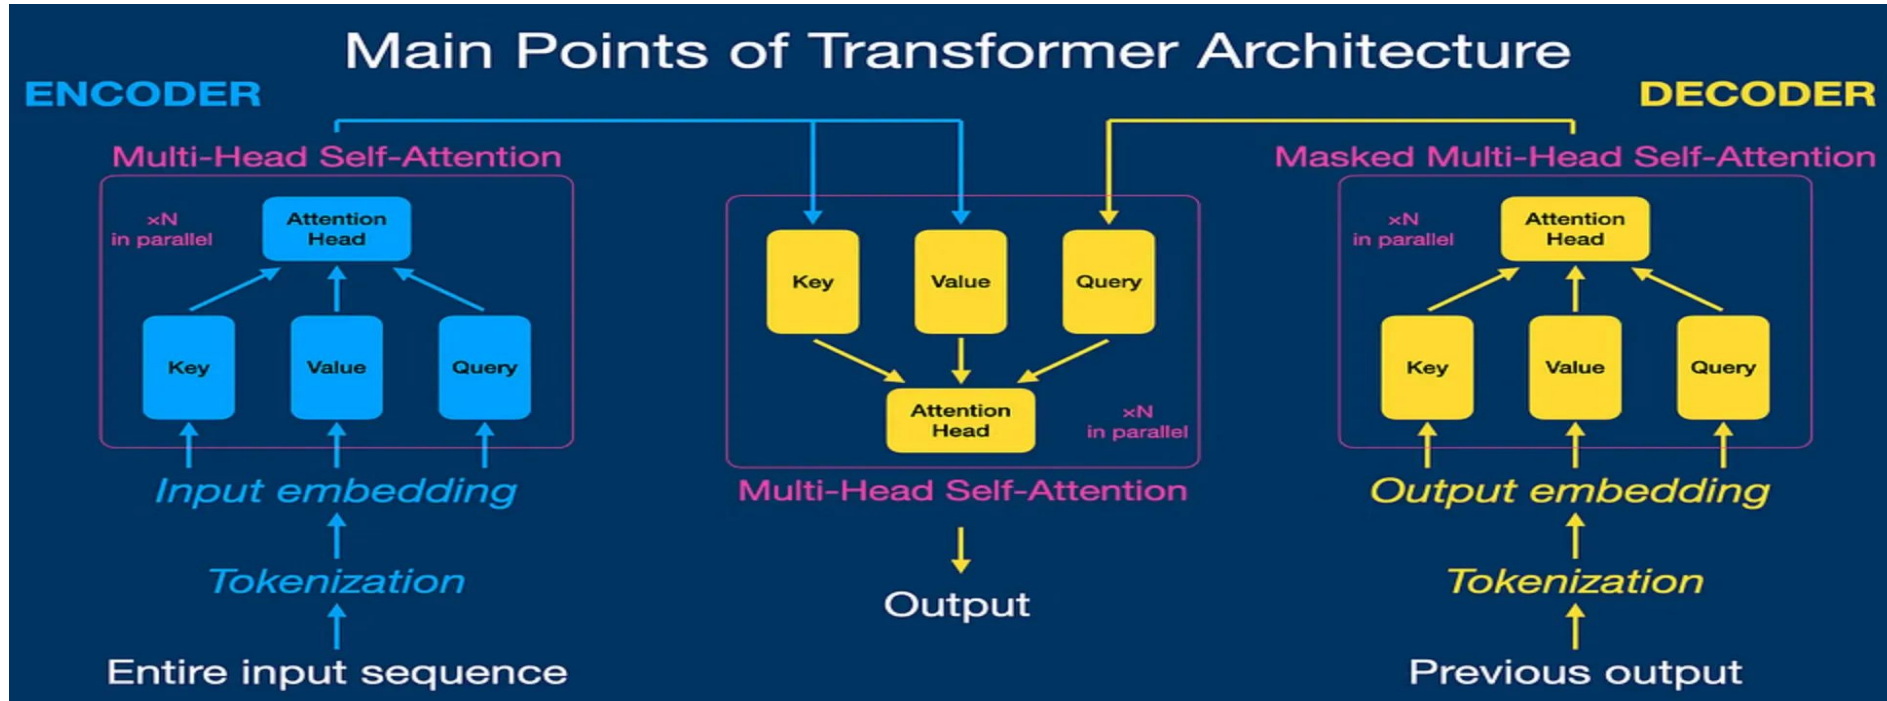 Main Points of Transformer Architecture
ENCODER
DECODER
Multi-Head Self-Attention
×N
in parallel
Attention
Head
Key
Value
Query
Input embedding
Tokenization
Entire input sequence
Key
Value
Query
Attention
Head
×N
in parallel
Multi-Head Self-Attention
Output
Masked Multi-Head Self-Attention
×N
in parallel
Attention
Head
Key
Value
Query
Output embedding
Tokenization
Previous output